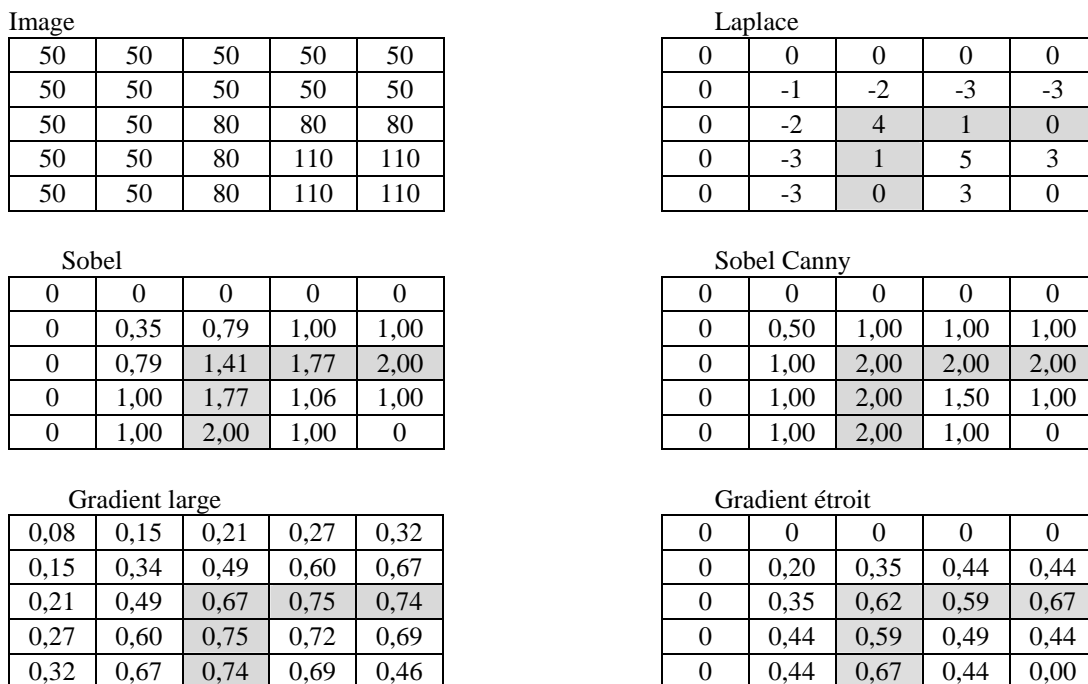 Image Laplace
50 50 50 50 50 0 0 0 0 0
50 50 50 50 50 0 -1 -2 -3 -3
50 50 80 80 80 0 -2 4 1 0
50 50 80 110 110 0 -3 1 5 3
50 50 80 110 110 0 -3 0 3 0
Sobel Sobel Canny
0 0 0 0 0 0 0 0 0 0
0 0,35 0,79 1,00 1,00 0 0,50 1,00 1,00 1,00
0 0,79 1,41 1,77 2,00 0 1,00 2,00 2,00 2,00
0 1,00 1,77 1,06 1,00 0 1,00 2,00 1,50 1,00
0 1,00 2,00 1,00 0 0 1,00 2,00 1,00 0
Gradient large Gradient étroit
0,08 0,15 0,21 0,27 0,32 0 0 0 0 0
0,15 0,34 0,49 0,60 0,67 0 0,20 0,35 0,44 0,44
0,21 0,49 0,67 0,75 0,74 0 0,35 0,62 0,59 0,67
0,27 0,60 0,75 0,72 0,69 0 0,44 0,59 0,49 0,44
0,32 0,67 0,74 0,69 0,46 0 0,44 0,67 0,44 0,00